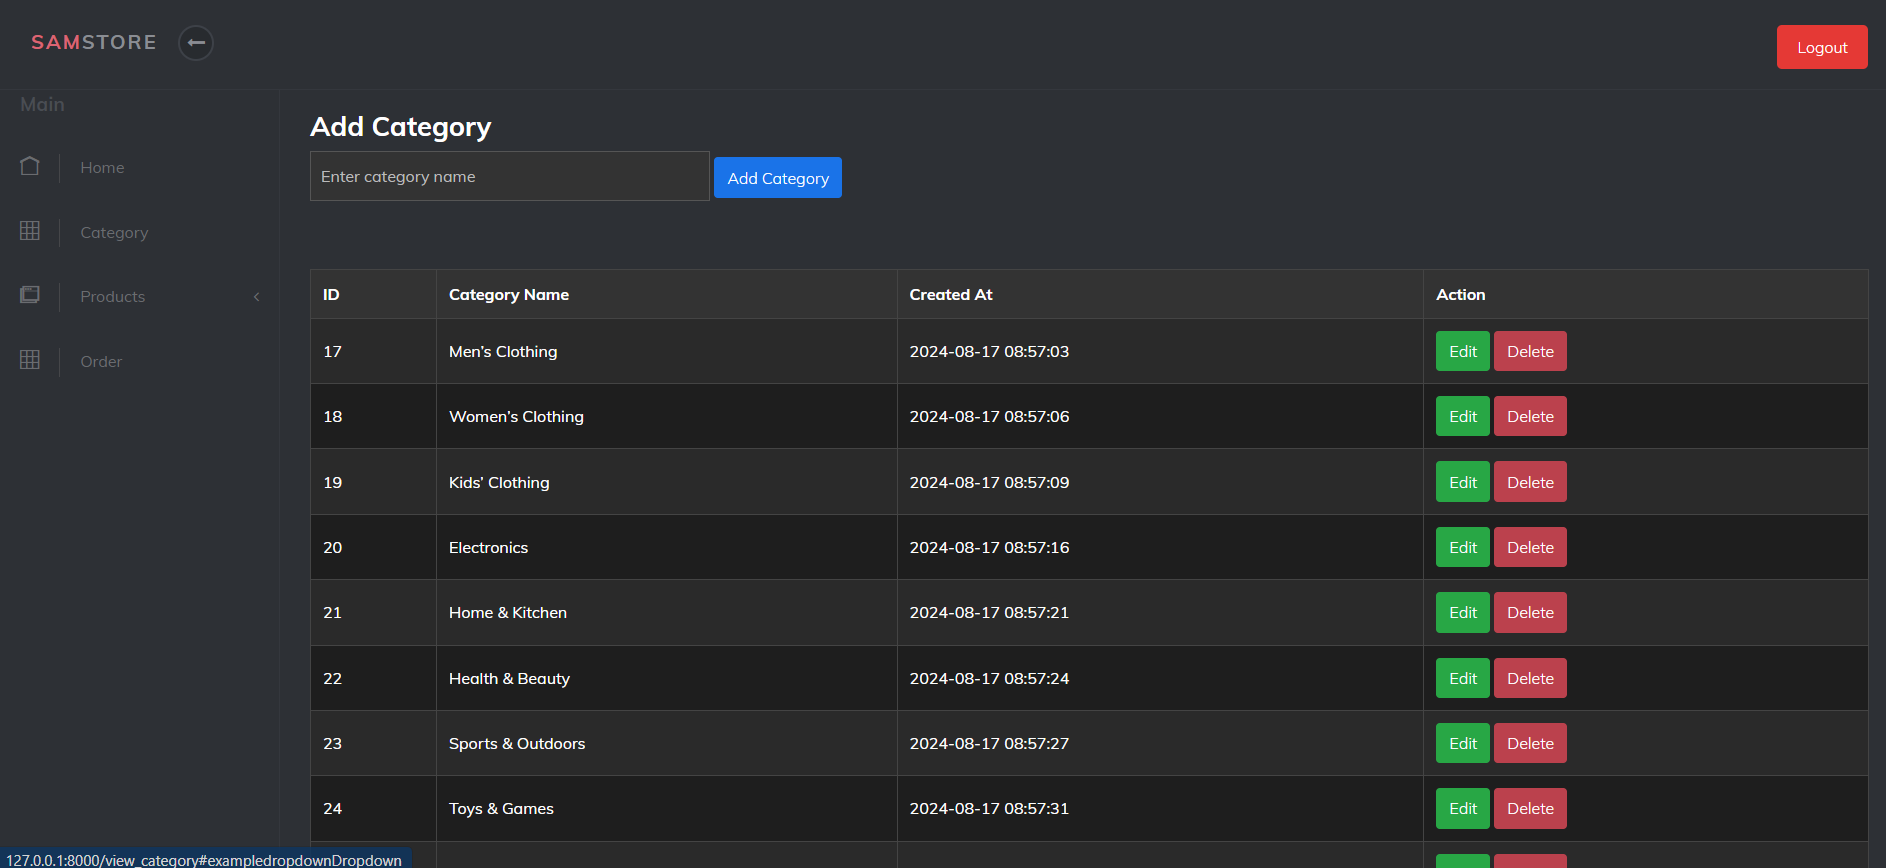 SAMSTORE
Logout
Main
Home
Category
Products
Order
Add Category
Enter category name Add Category
ID Category Name Created At Action
17 Men’s Clothing 2024-08-17 08:57:03 Edit Delete
18 Women’s Clothing 2024-08-17 08:57:06 Edit Delete
19 Kids’ Clothing 2024-08-17 08:57:09 Edit Delete
20 Electronics 2024-08-17 08:57:16 Edit Delete
21 Home & Kitchen 2024-08-17 08:57:21 Edit Delete
22 Health & Beauty 2024-08-17 08:57:24 Edit Delete
23 Sports & Outdoors 2024-08-17 08:57:27 Edit Delete
24 Toys & Games 2024-08-17 08:57:31 Edit Delete
127.0.0.1:8000/view_category#exampledropdownDropdown